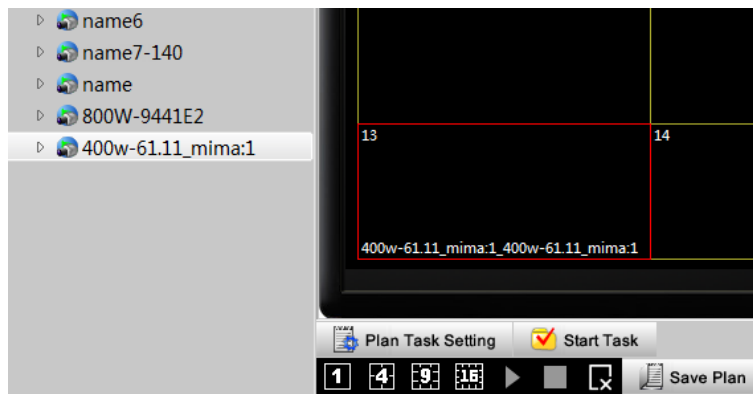 name6
name7-140
name
800W-9441E2
400w-61.11_mima:1
13
14
400w-61.11_mima:1_400w-61.11_mima:1
Plan Task Setting
Start Task
1 4 9 16
Save Plan